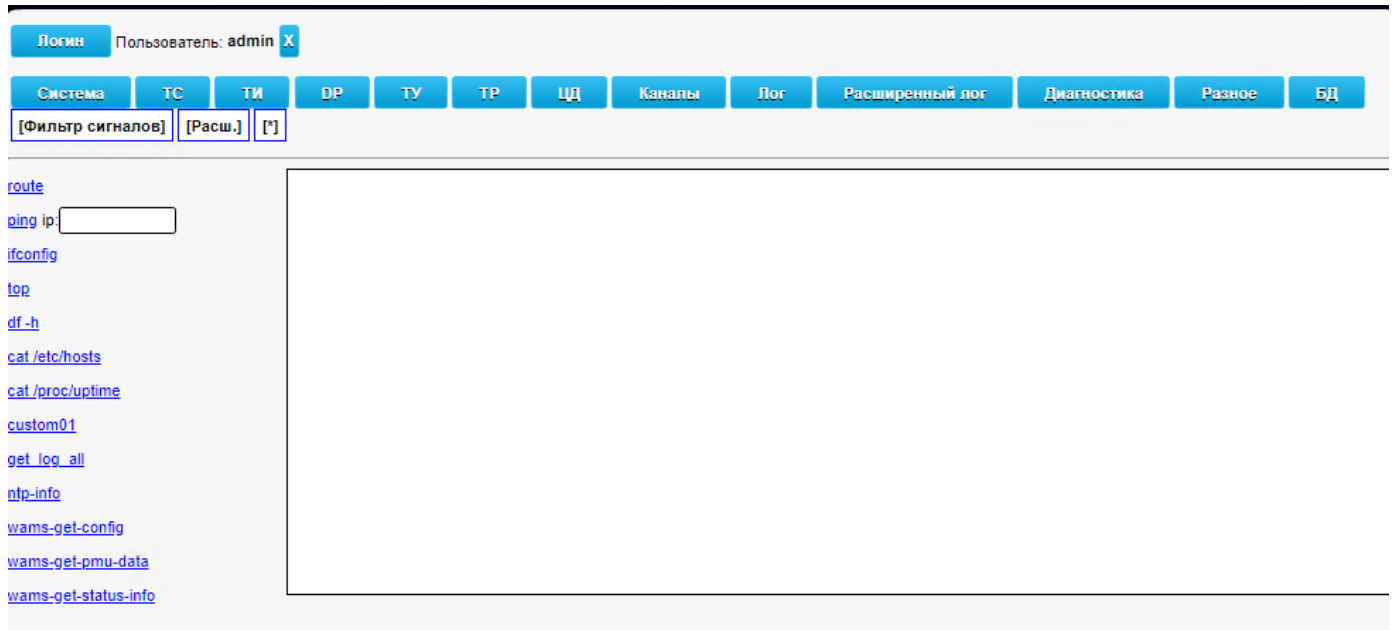 Логин Пользователь: admin X
Система ТС ТИ DP ТУ ТР ЦД Каналы Лог Расширенный лог Диагностика Разное БД
[Фильтр сигналов] [Расш.] [*]
route
ping ip:
ifconfig
top
df -h
cat /etc/hosts
cat /proc/uptime
custom01
get_log_all
ntp-info
wams-get-config
wams-get-pmu-data
wams-get-status-info